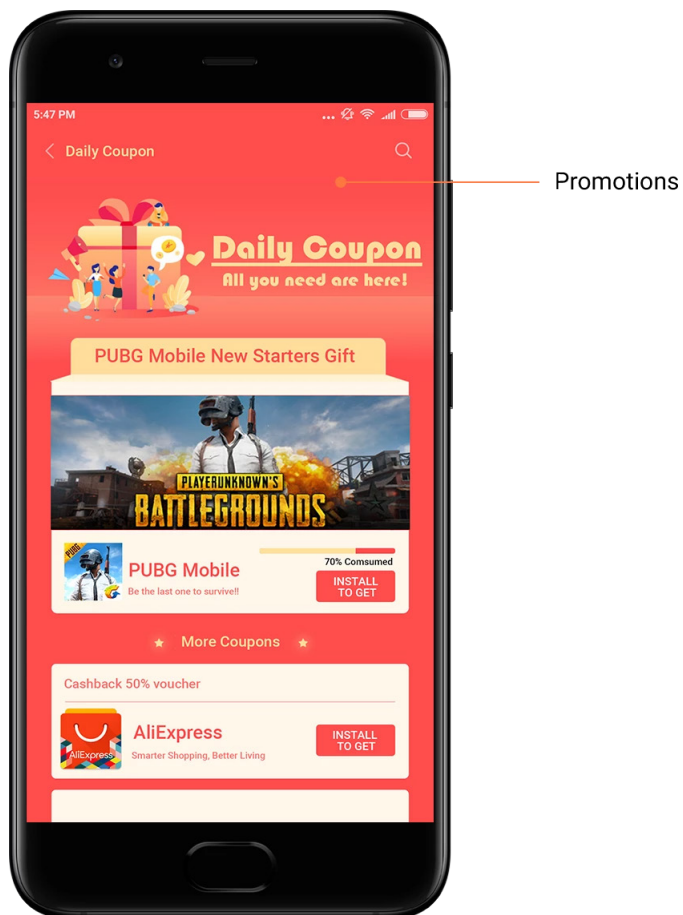 5:47 PM
Daily Coupon
Promotions
Daily Coupon
All you need are here!
PUBG Mobile New Starters Gift
PLAYERUNKNOWN'S
BATTLEGROUNDS
PUBG
70% Comsumed
PUBG Mobile
Be the last one to survive!!
INSTALL
TO GET
More Coupons
Cashback 50% voucher
AliExpress
AliExpress
Smarter Shopping, Better Living
INSTALL
TO GET